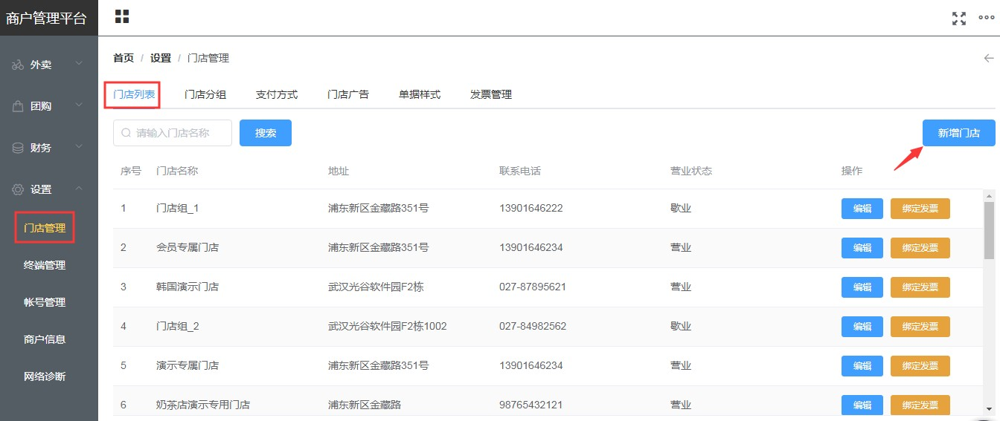 商户管理平台
外卖
团购
财务
设置
门店管理
终端管理
帐号管理
商户信息
网络诊断
首页 / 设置 / 门店管理
门店列表 门店分组 支付方式 门店广告 单据样式 发票管理
请输入门店名称 搜索 新增门店
序号 门店名称 地址 联系电话 营业状态 操作
1 门店组_1 浦东新区金藏路351号 13901646222 歇业 编辑 绑定发票
2 会员专属门店 浦东新区金藏路351号 13901646234 营业 编辑 绑定发票
3 韩国演示门店 武汉光谷软件园F2栋 027-87895621 营业 编辑 绑定发票
4 门店组_2 武汉光谷软件园F2栋1002 027-84982562 歇业 编辑 绑定发票
5 演示专属门店 浦东新区金藏路351号 13901646234 营业 编辑 绑定发票
6 奶茶店演示专用门店 浦东新区金藏路 98765432121 营业 编辑 绑定发票